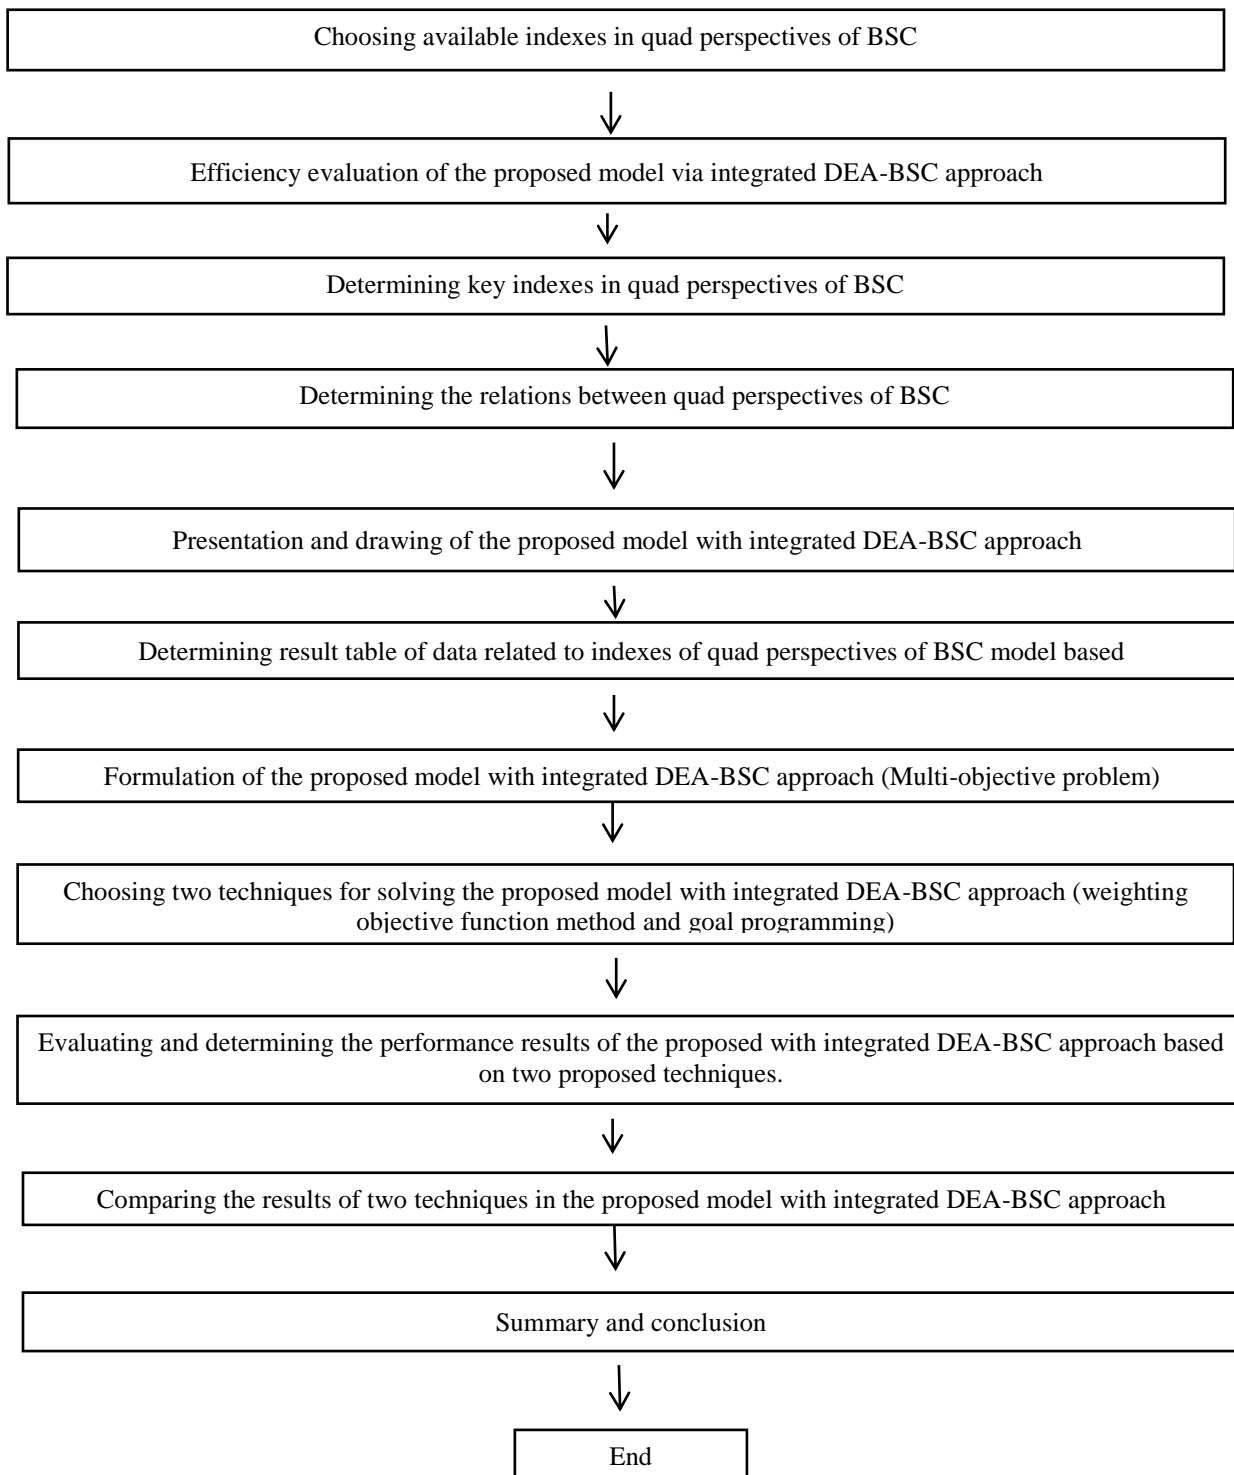 Choosing available indexes in quad perspectives of BSC
Efficiency evaluation of the proposed model via integrated DEA-BSC approach
Determining key indexes in quad perspectives of BSC
Determining the relations between quad perspectives of BSC
Presentation and drawing of the proposed model with integrated DEA-BSC approach
Determining result table of data related to indexes of quad perspectives of BSC model based
Formulation of the proposed model with integrated DEA-BSC approach (Multi-objective problem)
Choosing two techniques for solving the proposed model with integrated DEA-BSC approach (weighting
objective function method and goal programming)
Evaluating and determining the performance results of the proposed with integrated DEA-BSC approach based
on two proposed techniques.
Comparing the results of two techniques in the proposed model with integrated DEA-BSC approach
Summary and conclusion
End